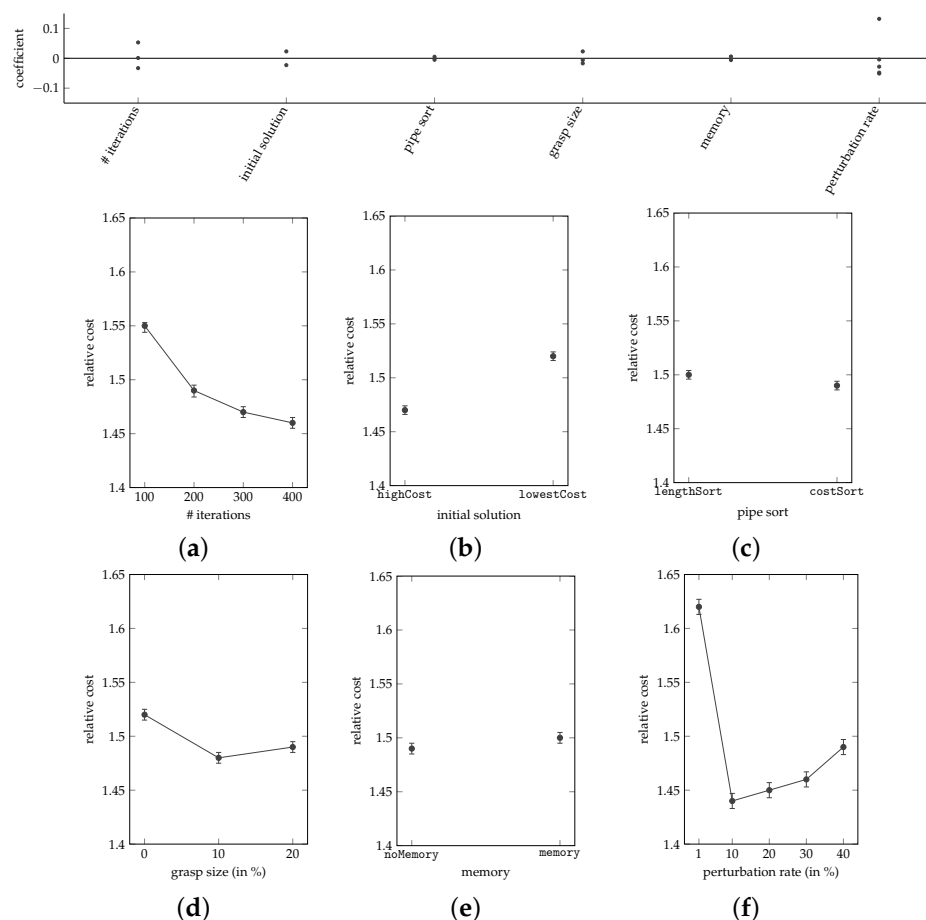 0.1
0
−0.1
coefficient
# iterations
initial solution
pipe sort
grasp size
memory
perturbation rate
1.65
1.6
1.55
1.5
1.45
1.4
relative cost
100 200 300 400
# iterations
(a)
1.65
1.6
1.55
1.5
1.45
1.4
relative cost
highCost lowestCost
initial solution
(b)
1.65
1.6
1.55
1.5
1.45
1.4
relative cost
lengthSort costSort
pipe sort
(c)
1.65
1.6
1.55
1.5
1.45
1.4
relative cost
0 10 20
grasp size (in %)
(d)
1.65
1.6
1.55
1.5
1.45
1.4
relative cost
noMemory memory
memory
(e)
1.65
1.6
1.55
1.5
1.45
1.4
relative cost
1 10 20 30 40
perturbation rate (in %)
(f)